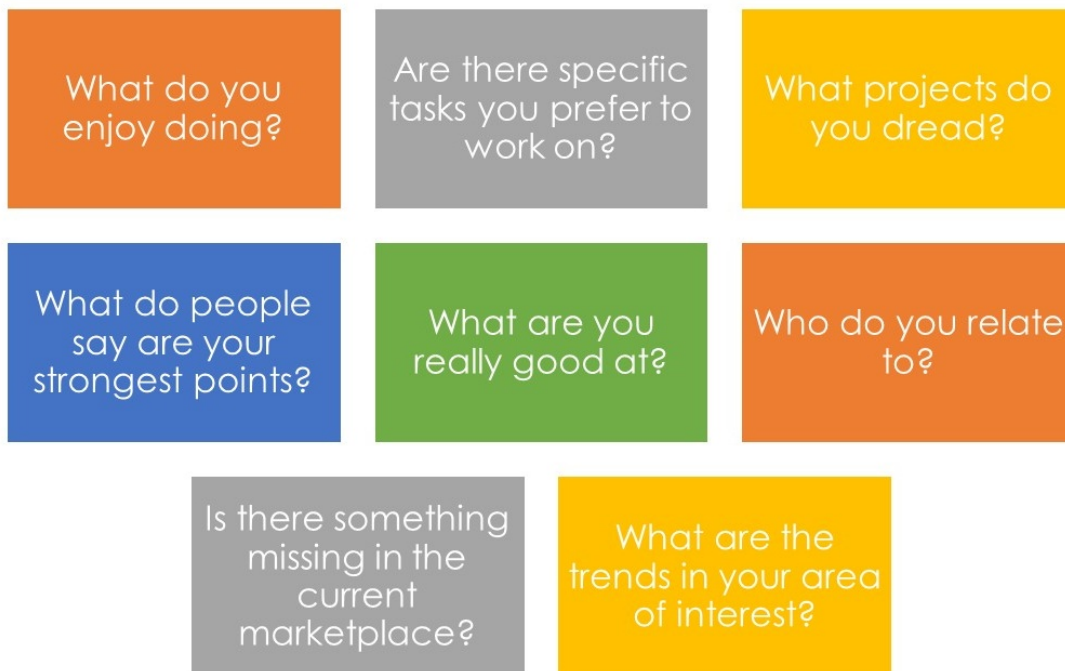 What do you
enjoy doing?
Are there specific
tasks you prefer to
work on?
What projects do
you dread?
What do people
say are your
strongest points?
What are you
really good at?
Who do you relate
to?
Is there something
missing in the
current
marketplace?
What are the
trends in your area
of interest?